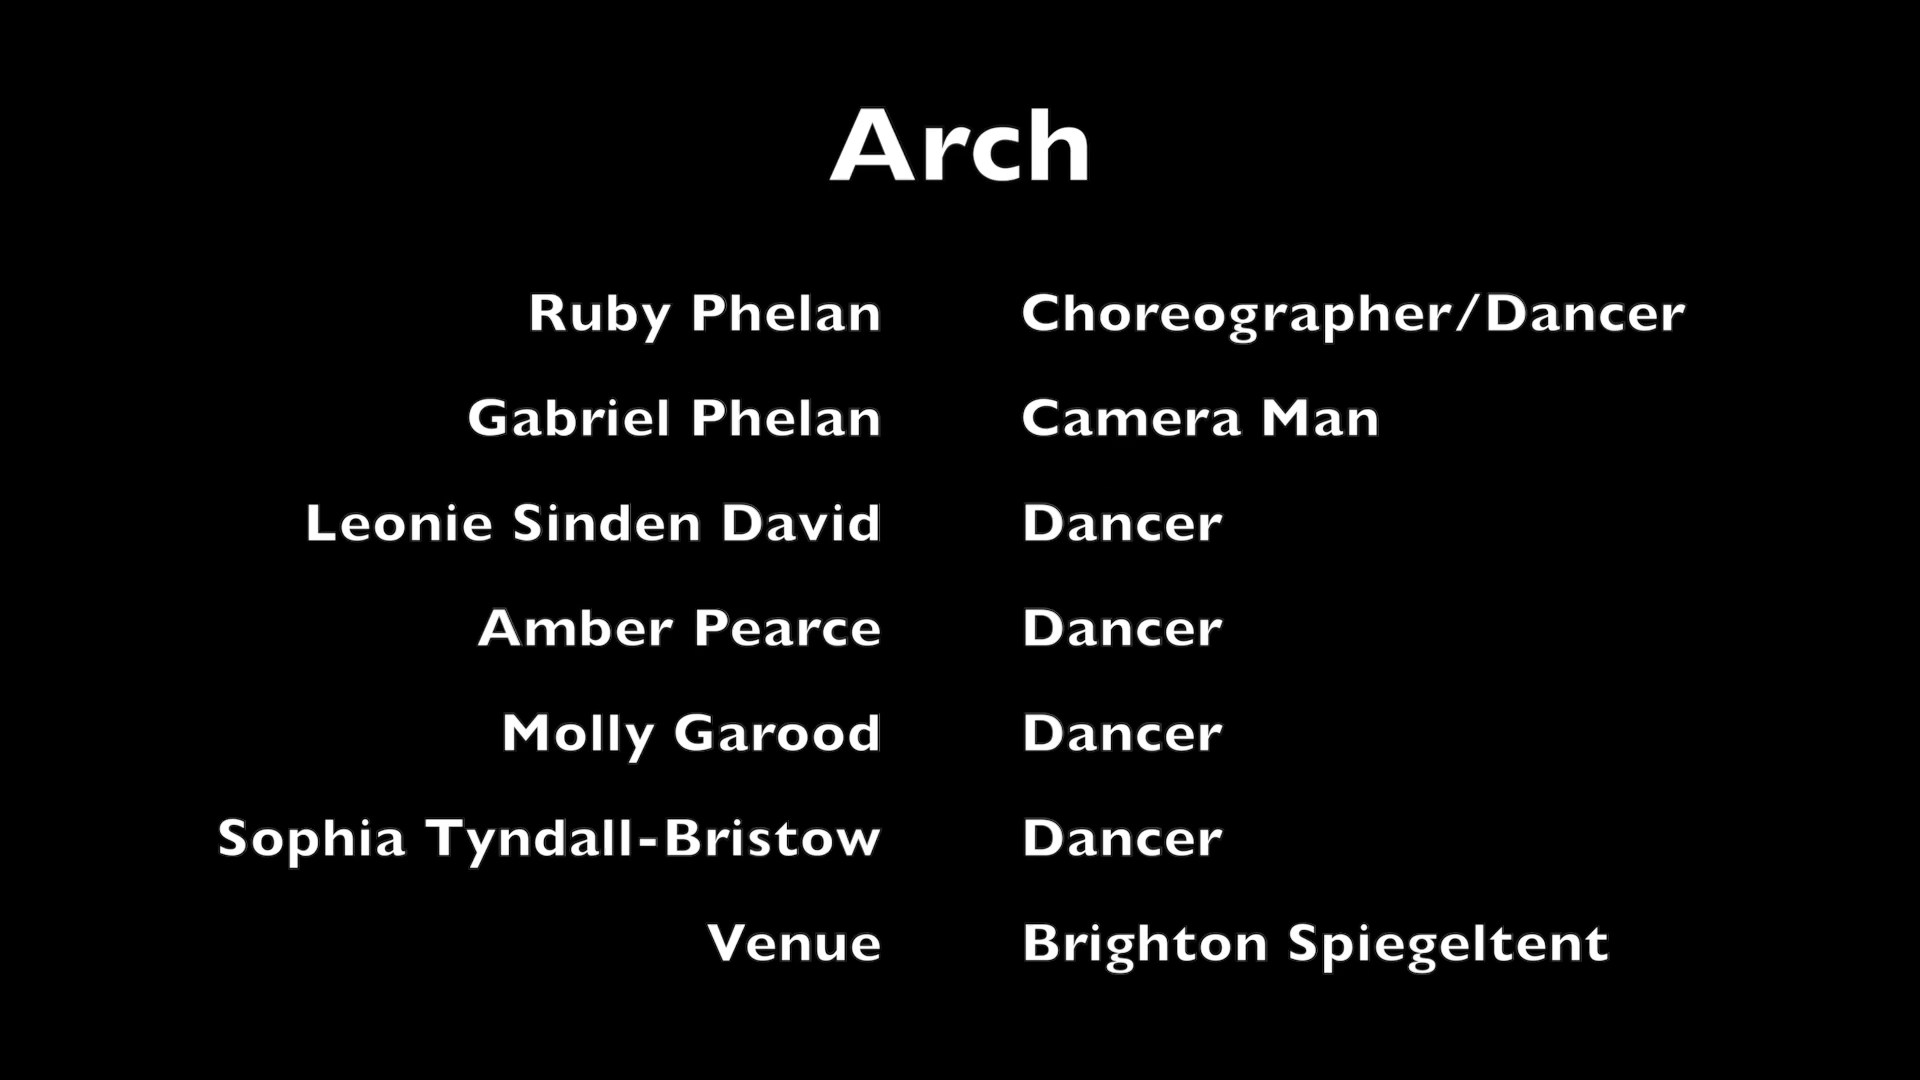 Arch
Ruby Phelan Choreographer/Dancer
Gabriel Phelan Camera Man
Leonie Sinden David Dancer
Amber Pearce Dancer
Molly Garood Dancer
Sophia Tyndall-Bristow Dancer
Venue Brighton Spiegeltent